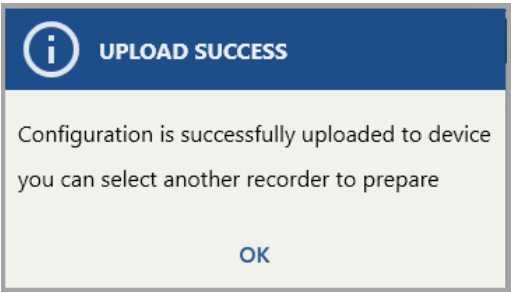 UPLOAD SUCCESS
Configuration is successfully uploaded to device
you can select another recorder to prepare
OK